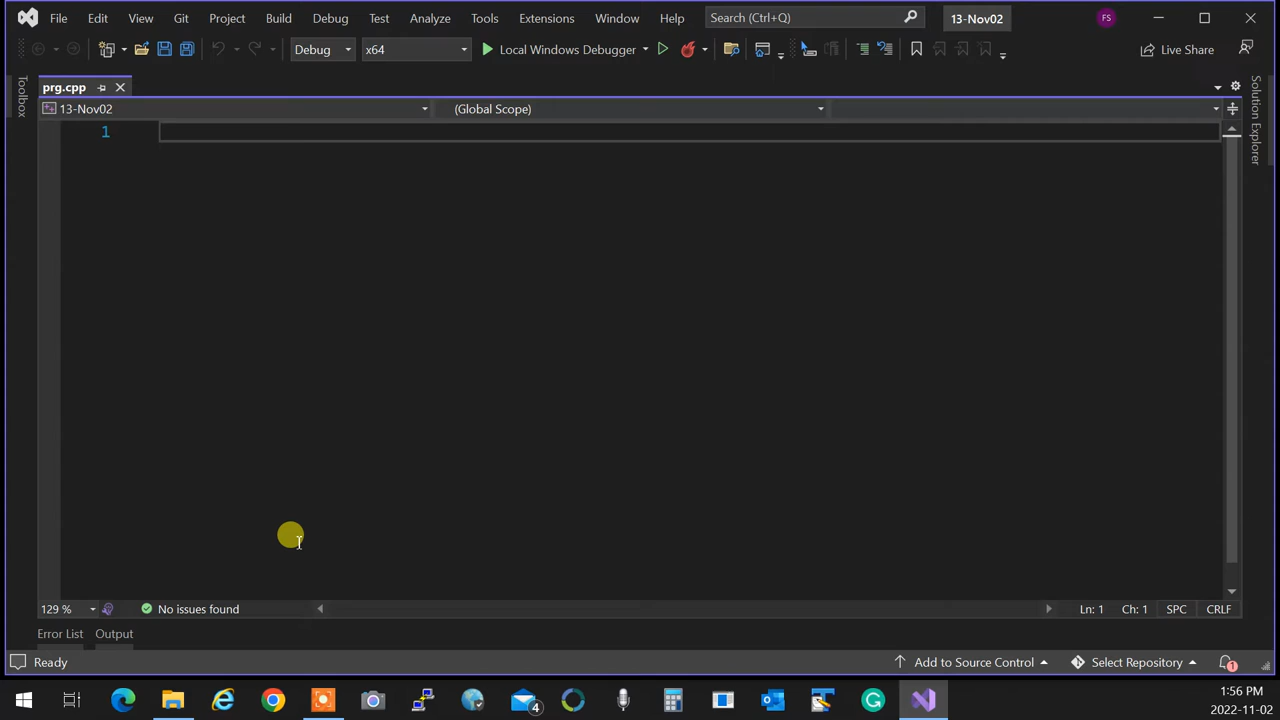 File Edit View Git Project Build Debug Test Analyze Tools Extensions Window Help Search (Ctrl+Q) 13-Nov02 FS
Debug x64 Local Windows Debugger Live Share
prg.cpp
13-Nov02 (Global Scope)
Toolbox
Solution Explorer
1
129 % No issues found Ln: 1 Ch: 1 SPC CRLF
Error List Output
Ready Add to Source Control Select Repository 1
4
1:56 PM
2022-11-02